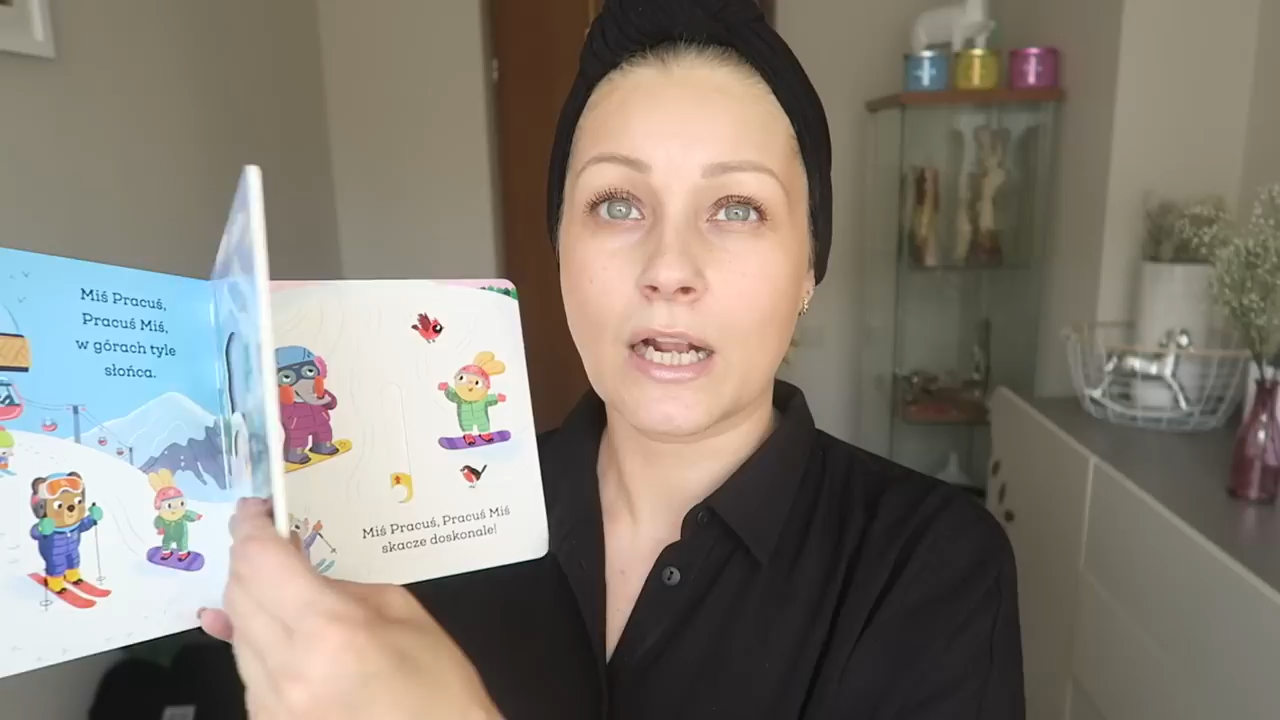 Miś Pracuś,
Pracuś Miś,
w górach tyle
słońca.
Miś Pracuś, Pracuś Miś
skacze doskonale!